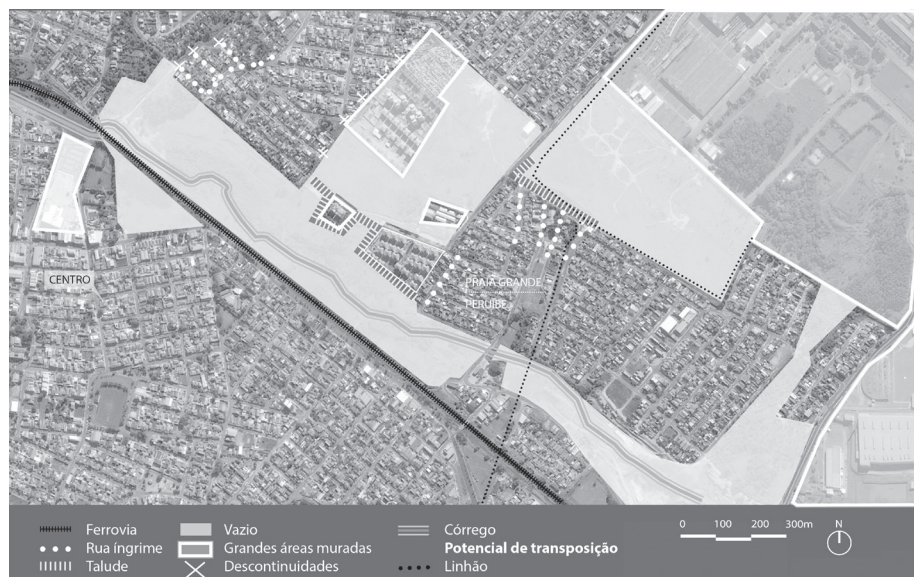 CENTRO
PRAIA GRANDE
PERUÍBE
Ferrovia
Rua íngrime
Talude
Vazio
Grandes áreas muradas
Descontinuidades
Córrego
Potencial de transposição
Linhão
0 100 200 300m
N